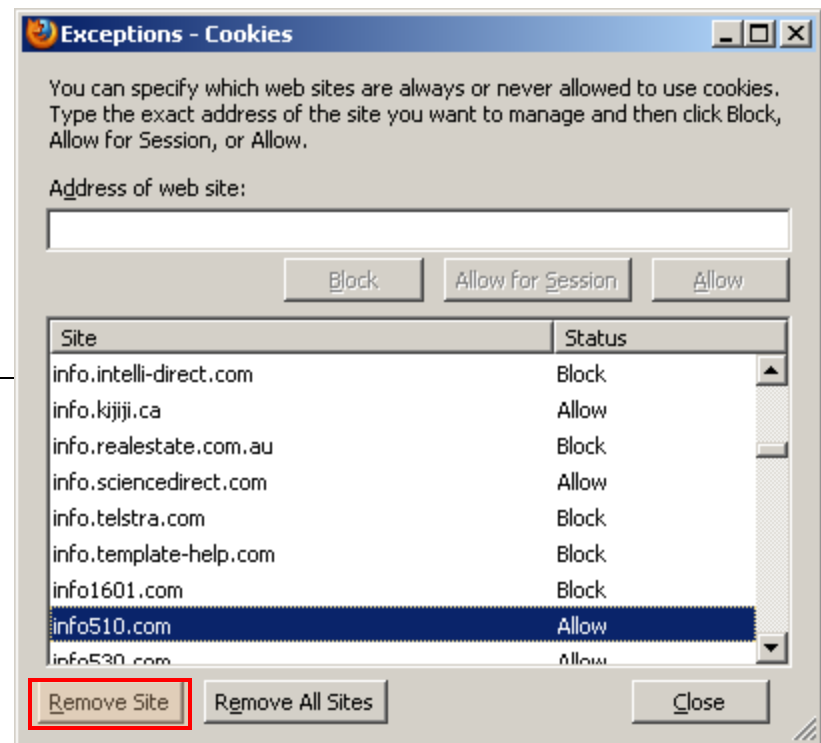 Exceptions - Cookies
You can specify which web sites are always or never allowed to use cookies.
Type the exact address of the site you want to manage and then click Block,
Allow for Session, or Allow.
Address of web site:
Block Allow for Session Allow
Site Status
info.intelli-direct.com Block
info.kijiji.ca Allow
info.realestate.com.au Block
info.sciencedirect.com Allow
info.telstra.com Block
info.template-help.com Block
info1601.com Block
info510.com Allow
info530.com Allow
Remove Site Remove All Sites Close